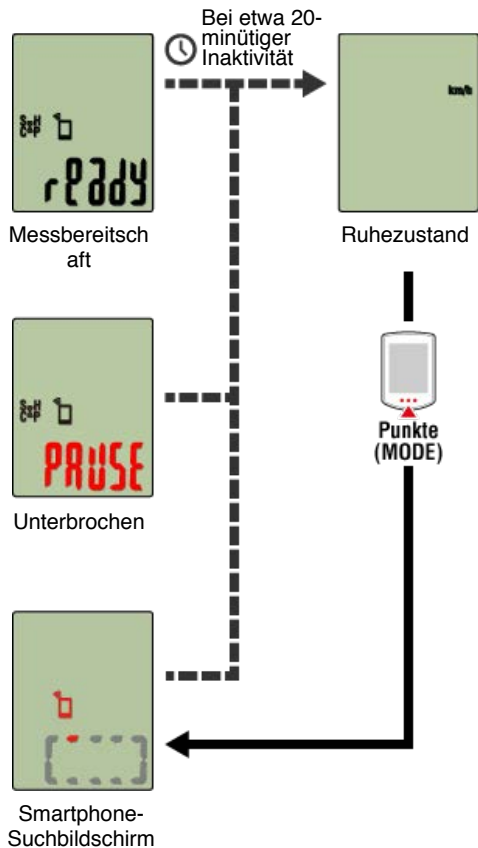 Bei etwa 20-
minütiger
Inaktivität
km/h
ready
Messbereitsch
aft
Ruhezustand
PAUSE
Punkte
(MODE)
Unterbrochen
Smartphone-
Suchbildschirm